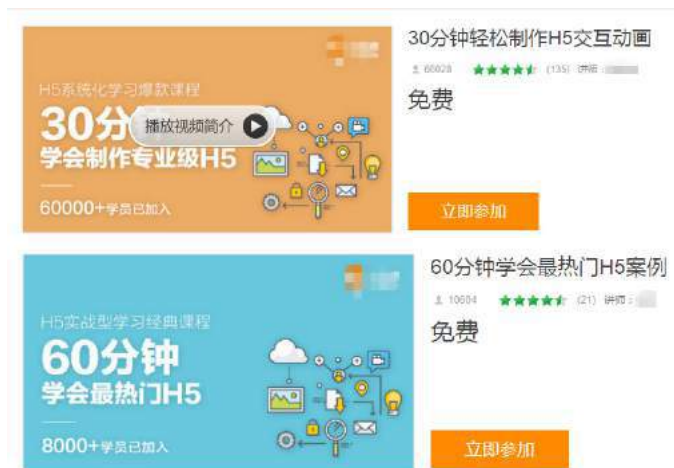 H5系统化学习爆款课程
30分
播放视频简介
学会制作专业级H5
60000+学员已加入
30分钟轻松制作H5交互动画
60028 (135) 讲师：
免费
立即参加
H5实战型学习经典课程
60分钟
学会最热门H5
8000+学员已加入
60分钟学会最热门H5案例
10604 (21) 讲师：
免费
立即参加